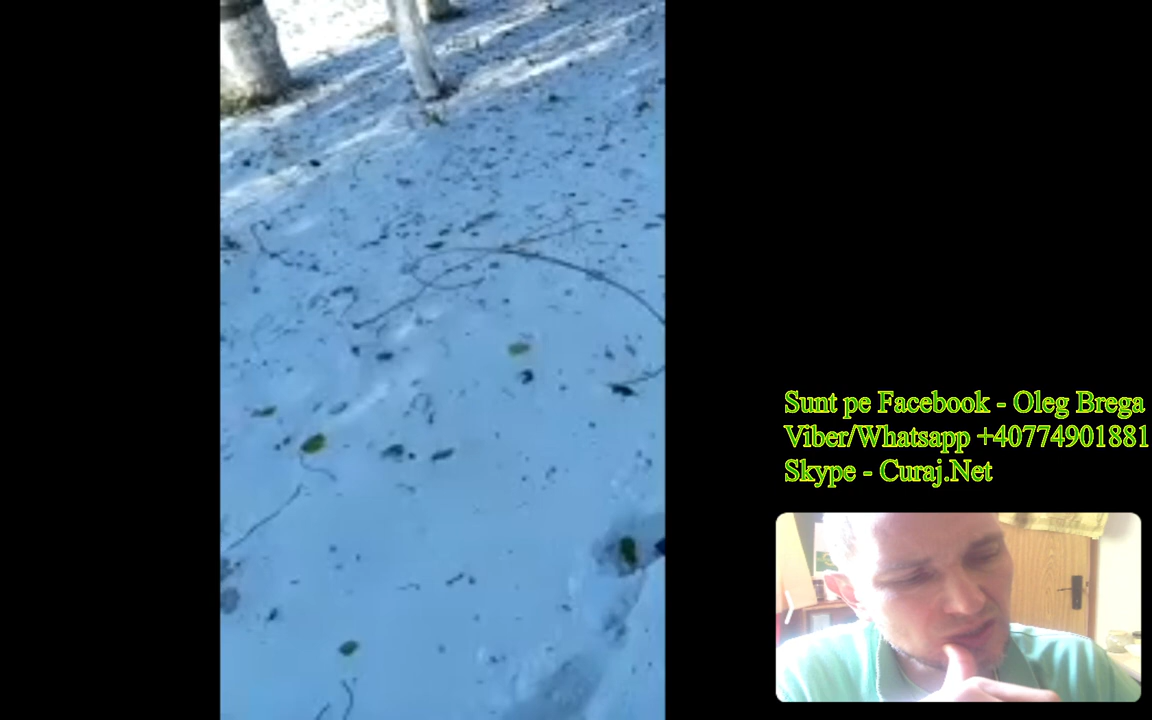 Sunt pe Facebook - Oleg Brega
Viber/Whatsapp +40774901881
Skype - Curaj.Net